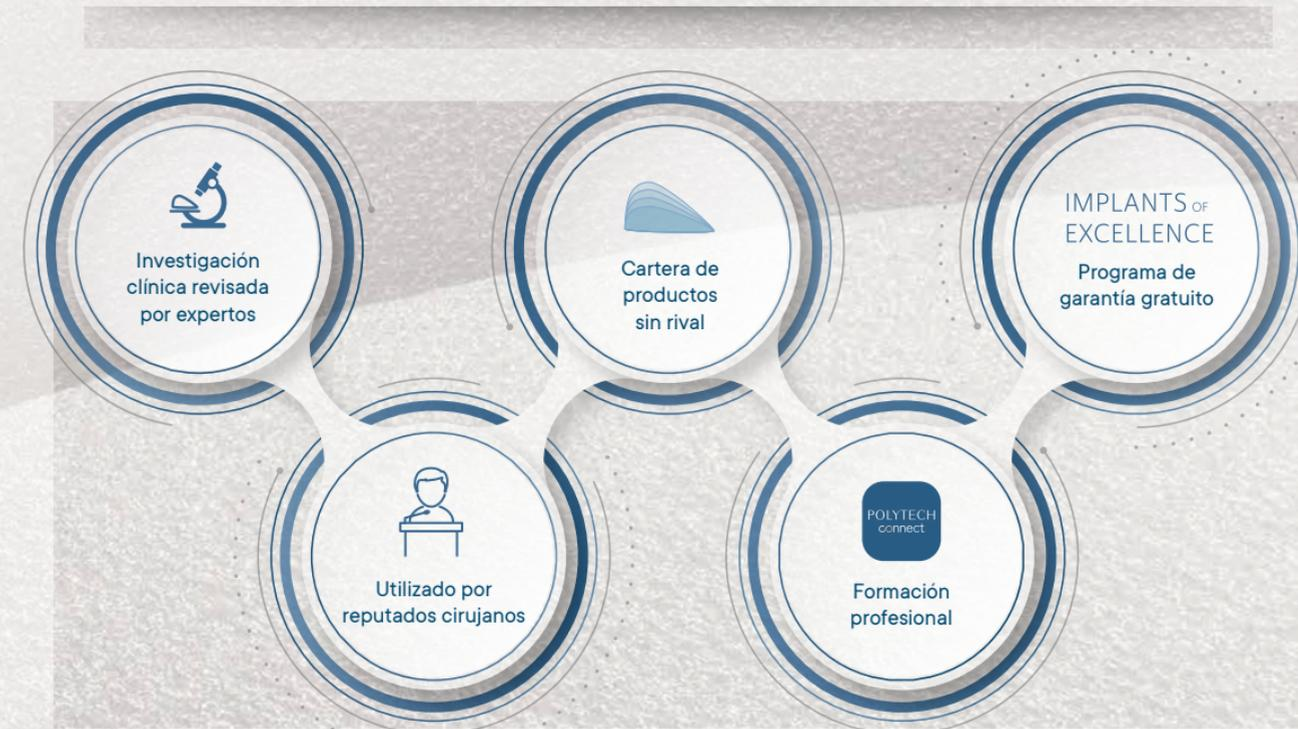 Investigación
clínica revisada
por expertos
Utilizado por
reputados cirujanos
Cartera de
productos
sin rival
POLYTECH
connect
Formación
profesional
IMPLANTS OF
EXCELLENCE
Programa de
garantía gratuito